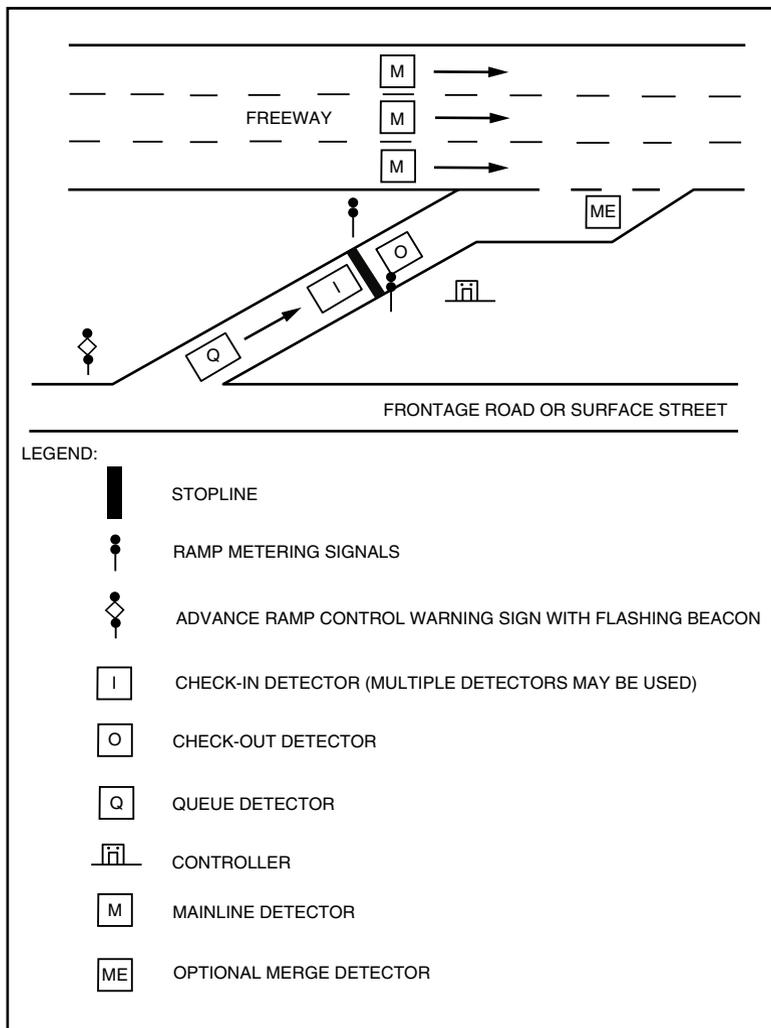 M
FREEWAY M
M
ME
O
I
Q
FRONTAGE ROAD OR SURFACE STREET
LEGEND:
STOPLINE
RAMP METERING SIGNALS
ADVANCE RAMP CONTROL WARNING SIGN WITH FLASHING BEACON
I CHECK-IN DETECTOR (MULTIPLE DETECTORS MAY BE USED)
O CHECK-OUT DETECTOR
Q QUEUE DETECTOR
CONTROLLER
M MAINLINE DETECTOR
ME OPTIONAL MERGE DETECTOR